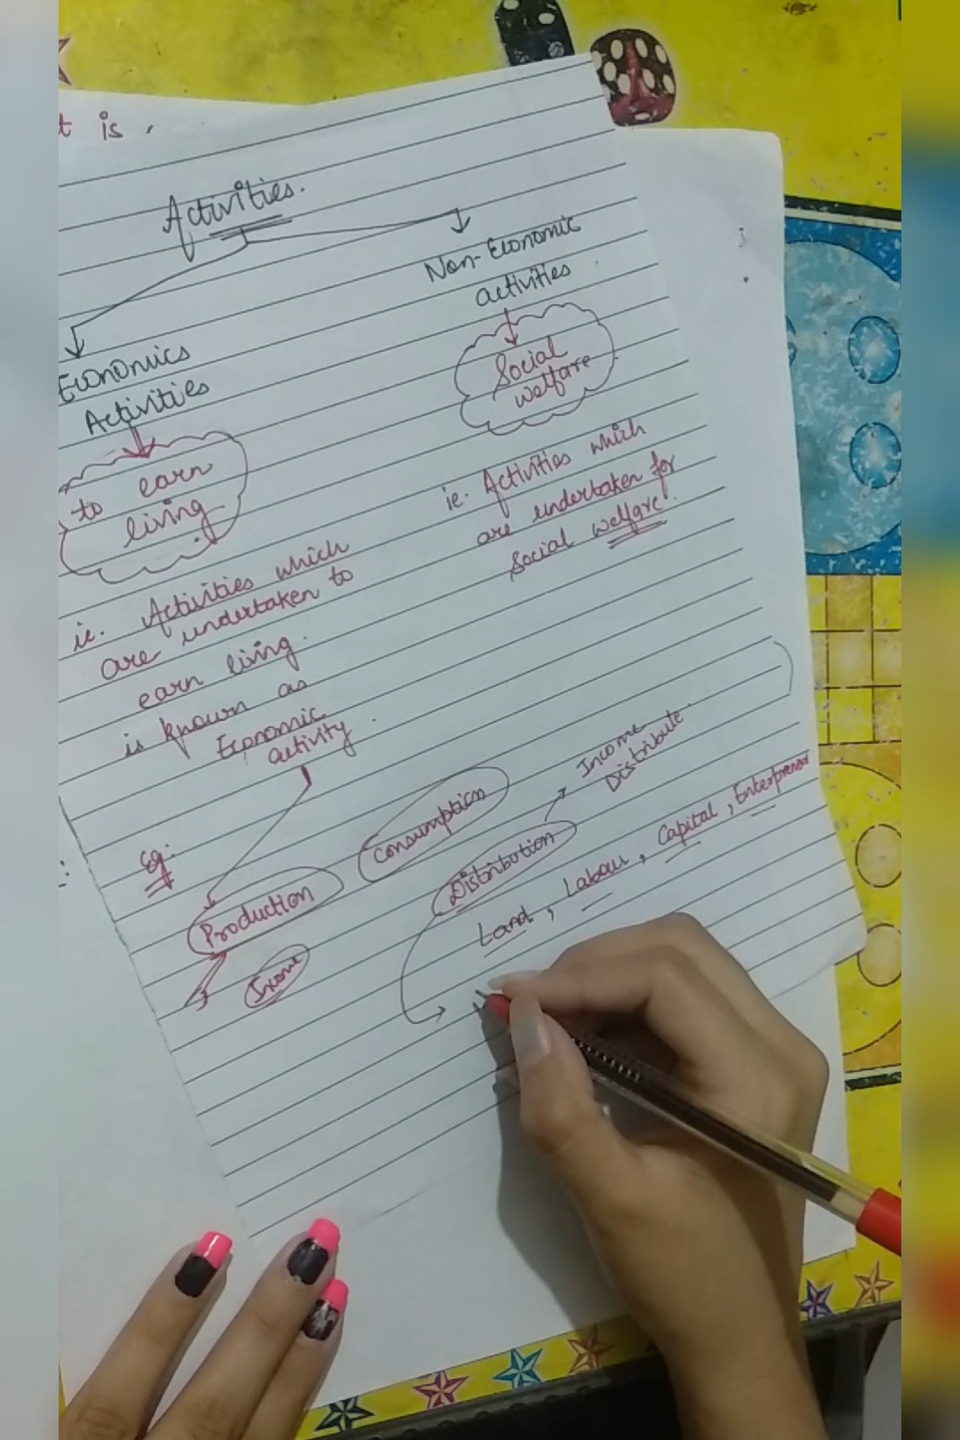 t is
Activities.
Economics
Activities
to earn
living
ie. Activities which
are undertaken to
earn living.
is known as
Economic
activity.
Non-Economic
activities
Social
welfare
ie. Activities which
are undertaken for
Social welfare.
Eg:
Production
Income
Consumption
Distribution
Income
Distribute
Land, Labour, Capital, Enterprenor